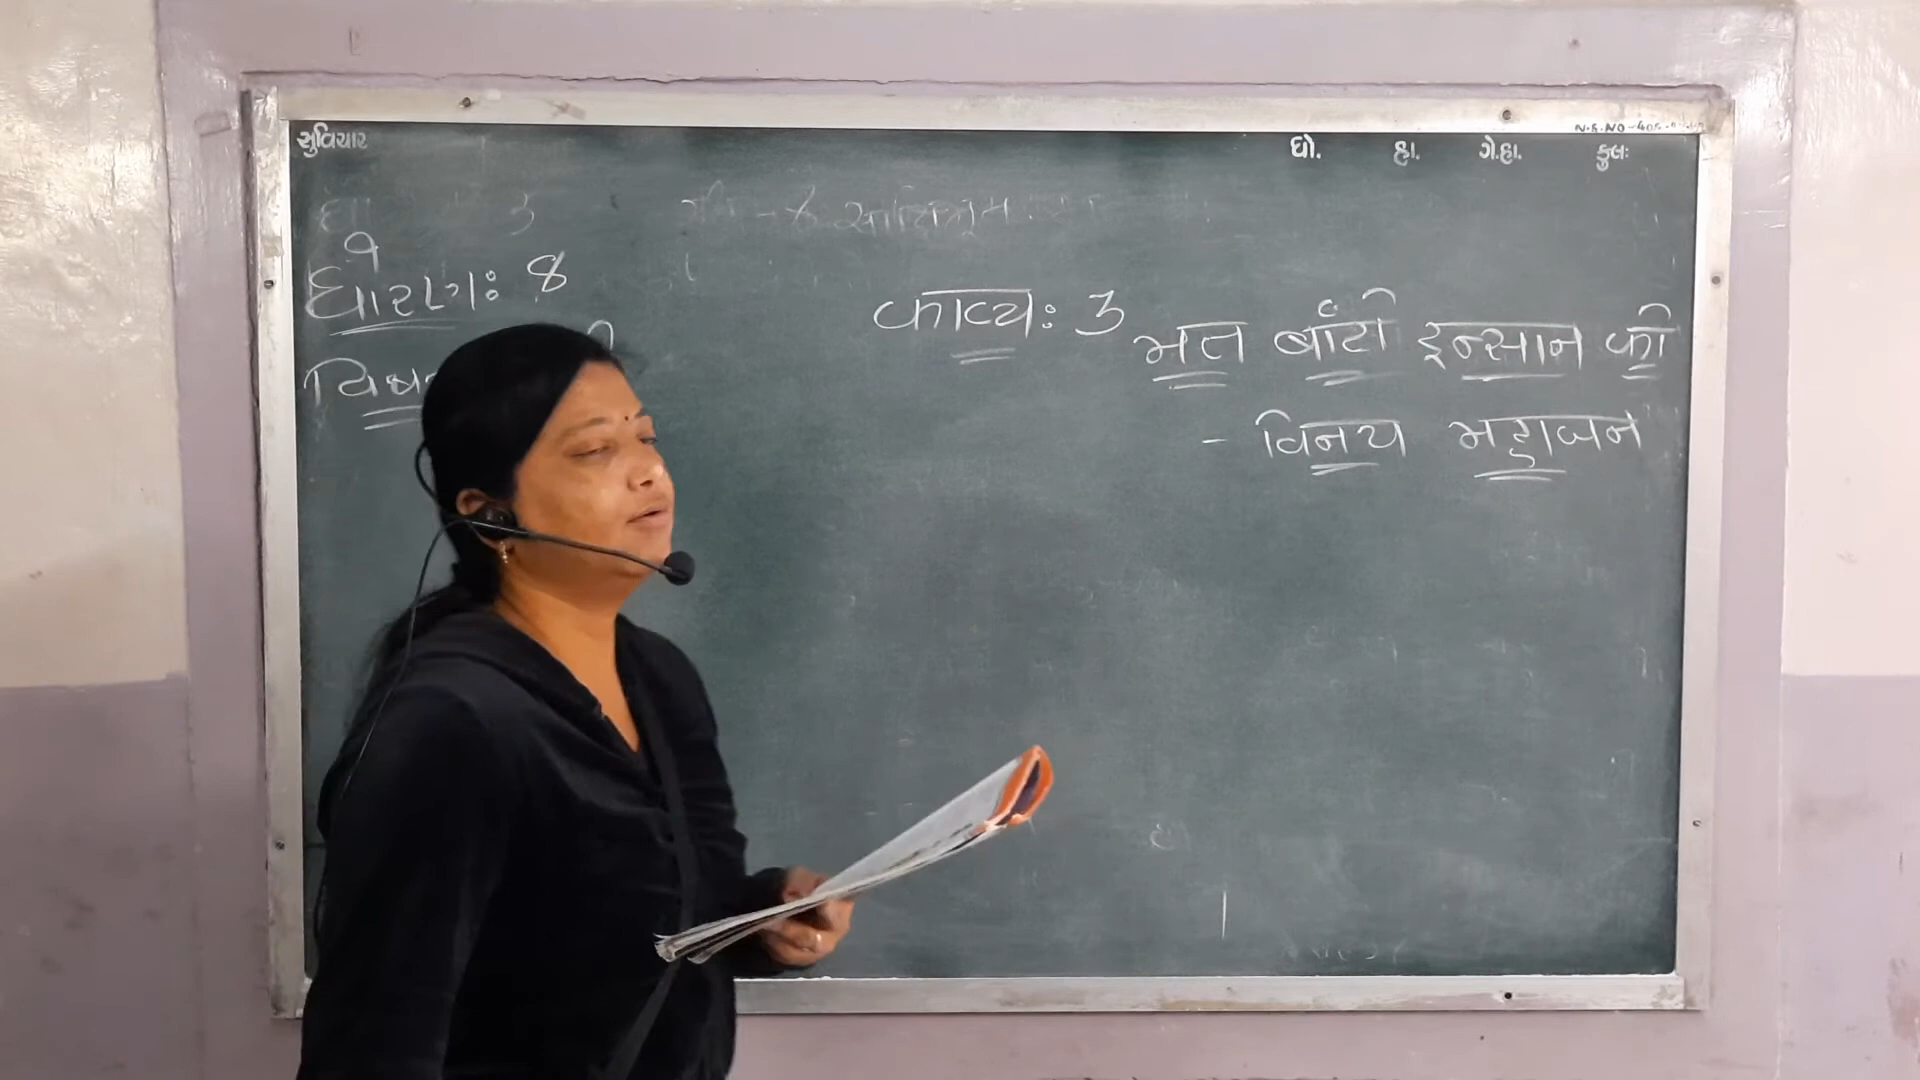 સુવિચાર
ઘો. હા. ગે.હા. કુલઃ
ધોરણઃ 8
काव्यः 3 मत बाँटो इन्सान को
- विनय महाजन